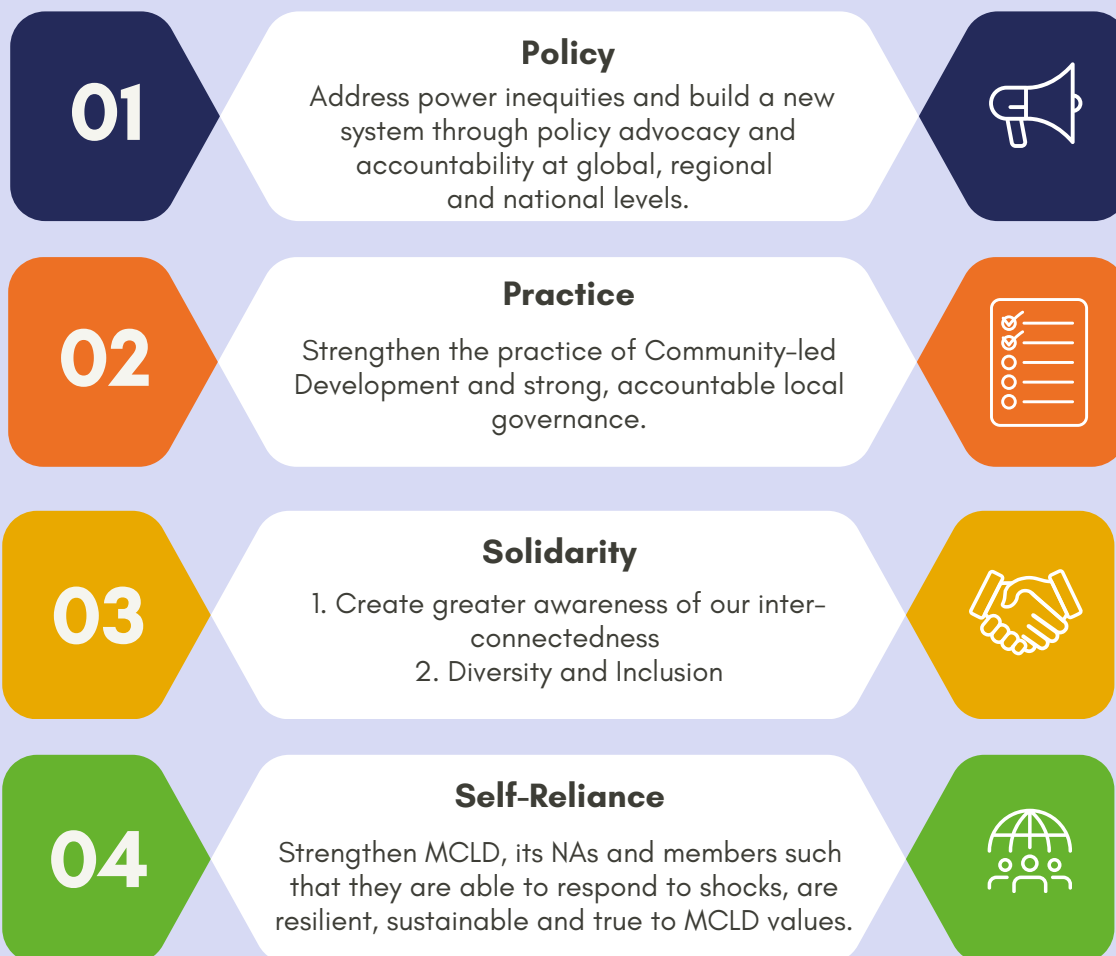 01
Policy
Address power inequities and build a new
system through policy advocacy and
accountability at global, regional
and national levels.
02
Practice
Strengthen the practice of Community-led
Development and strong, accountable local
governance.
03
Solidarity
1. Create greater awareness of our inter-
connectedness
2. Diversity and Inclusion
04
Self-Reliance
Strengthen MCLD, its NAs and members such
that they are able to respond to shocks, are
resilient, sustainable and true to MCLD values.